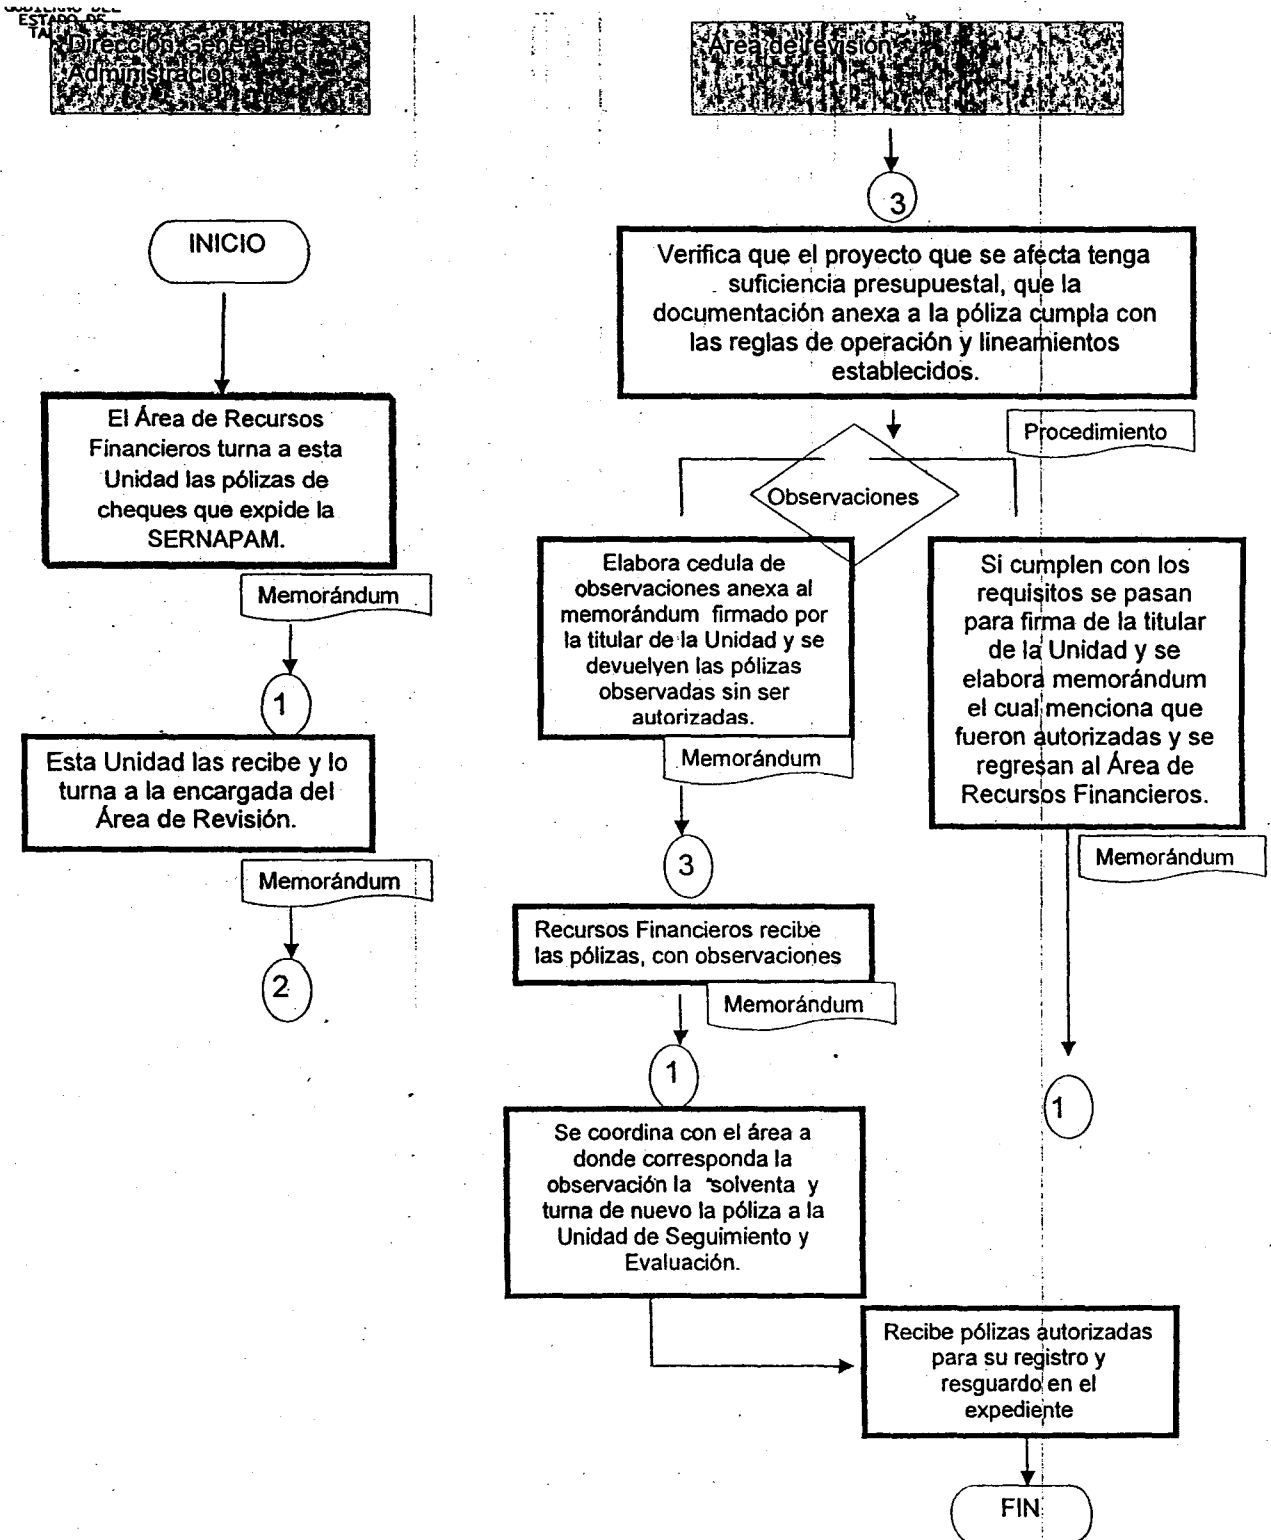 ESTADO DE
Dirección General de
Administración
INICIO
El Área de Recursos
Financieros turna a esta
Unidad las pólizas de
cheques que expide la
SERNAPAM.
Memorándum
1
Esta Unidad las recibe y lo
turna a la encargada del
Área de Revisión.
Memorándum
2
Área de revisión
3
Verifica que el proyecto que se afecta tenga
suficiencia presupuestal, que la
documentación anexa a la póliza cumpla con
las reglas de operación y lineamientos
establecidos.
Procedimiento
Observaciones
Elabora cedula de
observaciones anexa al
memorándum firmado por
la titular de la Unidad y se
devuelven las pólizas
observadas sin ser
autorizadas.
Memorándum
3
Recursos Financieros recibe
las pólizas, con observaciones
Memorándum
1
Se coordina con el área a
donde corresponda la
observación la solventa y
turna de nuevo la póliza a la
Unidad de Seguimiento y
Evaluación.
Si cumplen con los
requisitos se pasan
para firma de la titular
de la Unidad y se
elabora memorándum
el cual menciona que
fueron autorizadas y se
regresan al Área de
Recursos Financieros.
Memorándum
1
Recibe pólizas autorizadas
para su registro y
resguardo en el
expediente
FIN